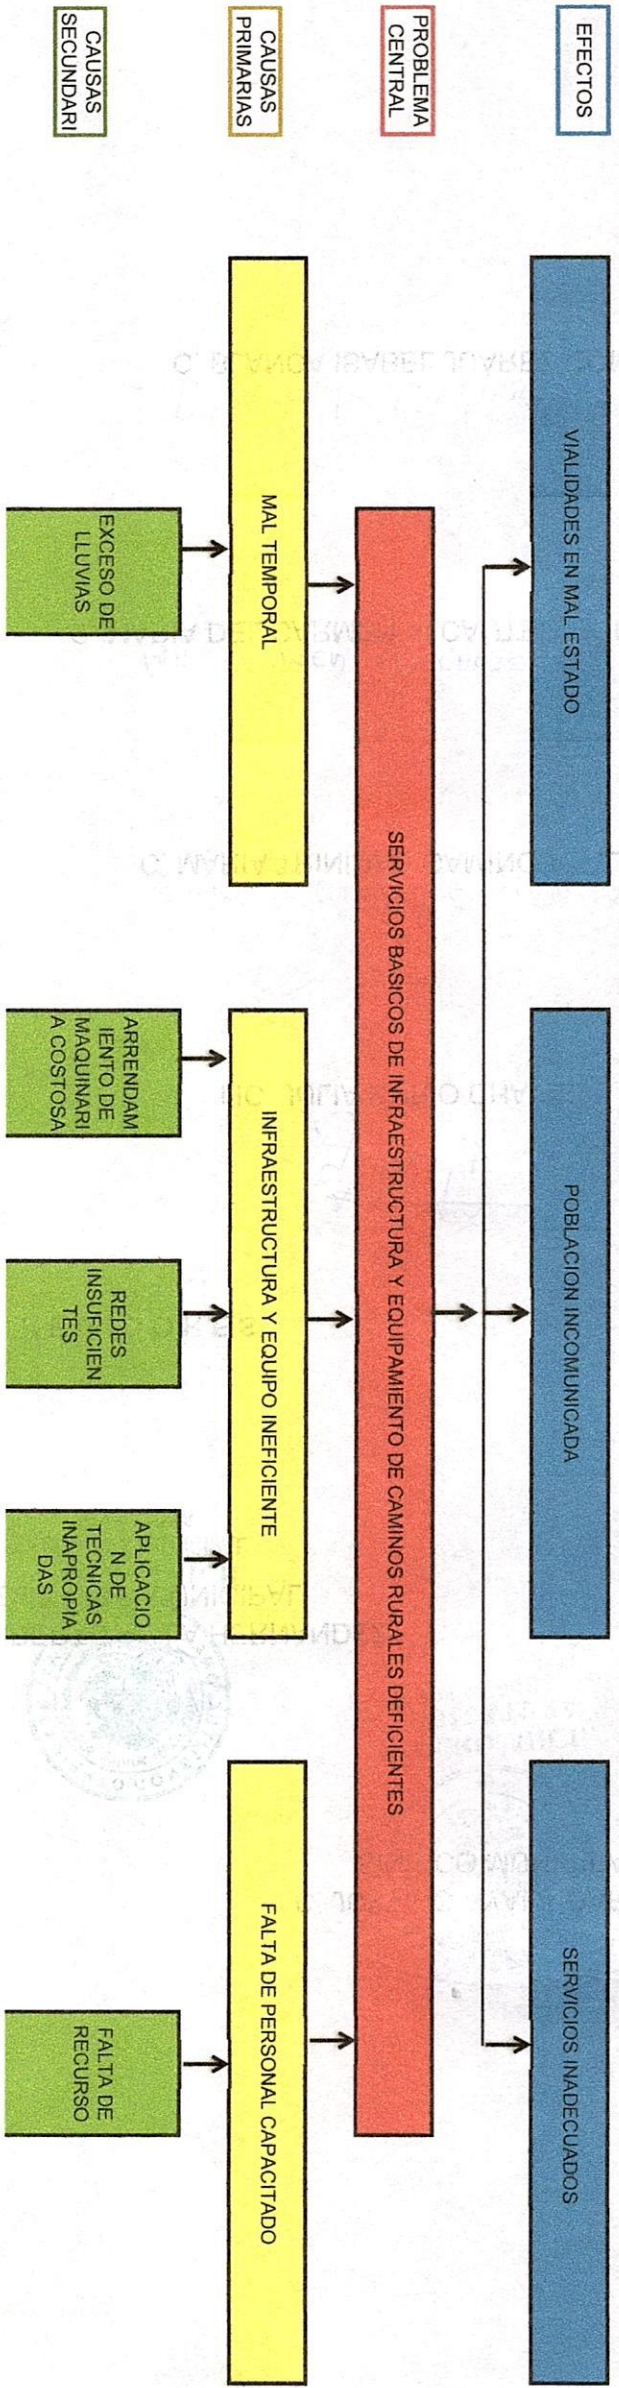 EFECTOS
VIALIDADES EN MAL ESTADO
POBLACION INCOMUNICADA
SERVICIOS INADECUADOS
PROBLEMA
CENTRAL
SERVICIOS BASICOS DE INFRAESTRUCTURA Y EQUIPAMIENTO DE CAMINOS RURALES DEFICIENTES
CAUSAS
PRIMARIAS
MAL TEMPORAL
INFRAESTRUCTURA Y EQUIPO INEFICIENTE
FALTA DE PERSONAL CAPACITADO
CAUSAS
SECUNDARI
EXCESO DE
LLUVIAS
ARRENDAM
IENTO DE
MAQUINARI
A COSTOSA
REDES
INSUFICIEN
TES
APLICACIO
N DE
TECNICAS
INAPROPIA
DAS
FALTA DE
RECURSO